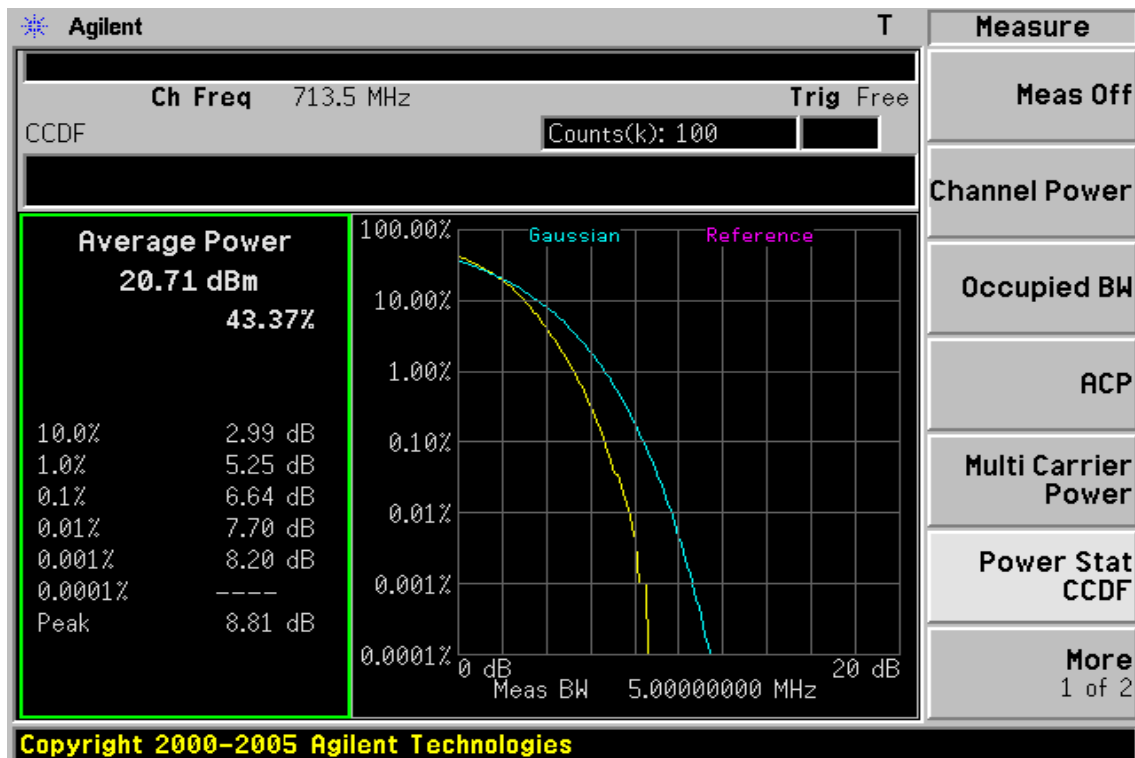 Agilent T Measure
Ch Freq 713.5 MHz Trig Free
CCDF Counts(k): 100
Meas Off
Channel Power
Occupied BW
ACP
Multi Carrier
Power
Power Stat
CCDF
More
1 of 2
Average Power
20.71 dBm
43.37%
10.0% 2.99 dB
1.0% 5.25 dB
0.1% 6.64 dB
0.01% 7.70 dB
0.001% 8.20 dB
0.0001% ----
Peak 8.81 dB
Gaussian Reference
100.00%
10.00%
1.00%
0.10%
0.01%
0.001%
0.0001%
0 dB 20 dB
Meas BW 5.00000000 MHz
Copyright 2000-2005 Agilent Technologies